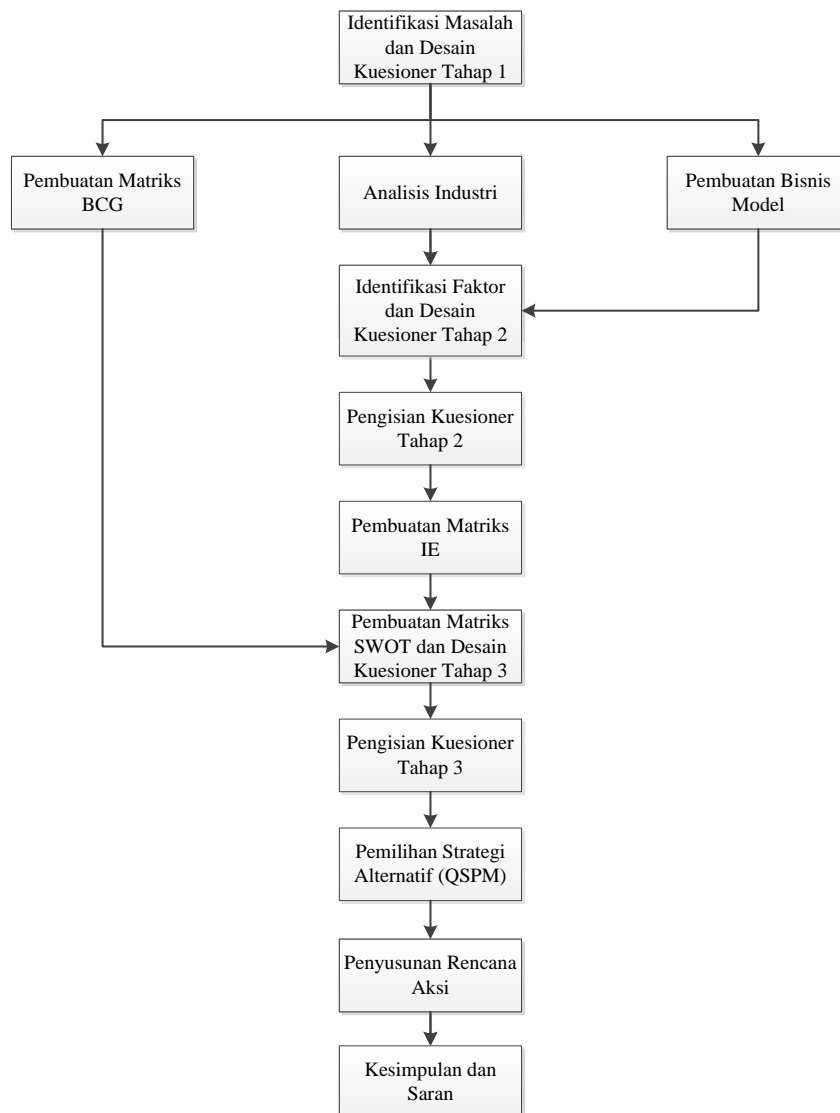 Identifikasi Masalah
dan Desain
Kuesioner Tahap 1
Pembuatan Matriks
BCG
Analisis Industri
Pembuatan Bisnis
Model
Identifikasi Faktor
dan Desain
Kuesioner Tahap 2
Pengisian Kuesioner
Tahap 2
Pembuatan Matriks
IE
Pembuatan Matriks
SWOT dan Desain
Kuesioner Tahap 3
Pengisian Kuesioner
Tahap 3
Pemilihan Strategi
Alternatif (QSPM)
Penyusunan Rencana
Aksi
Kesimpulan dan
Saran